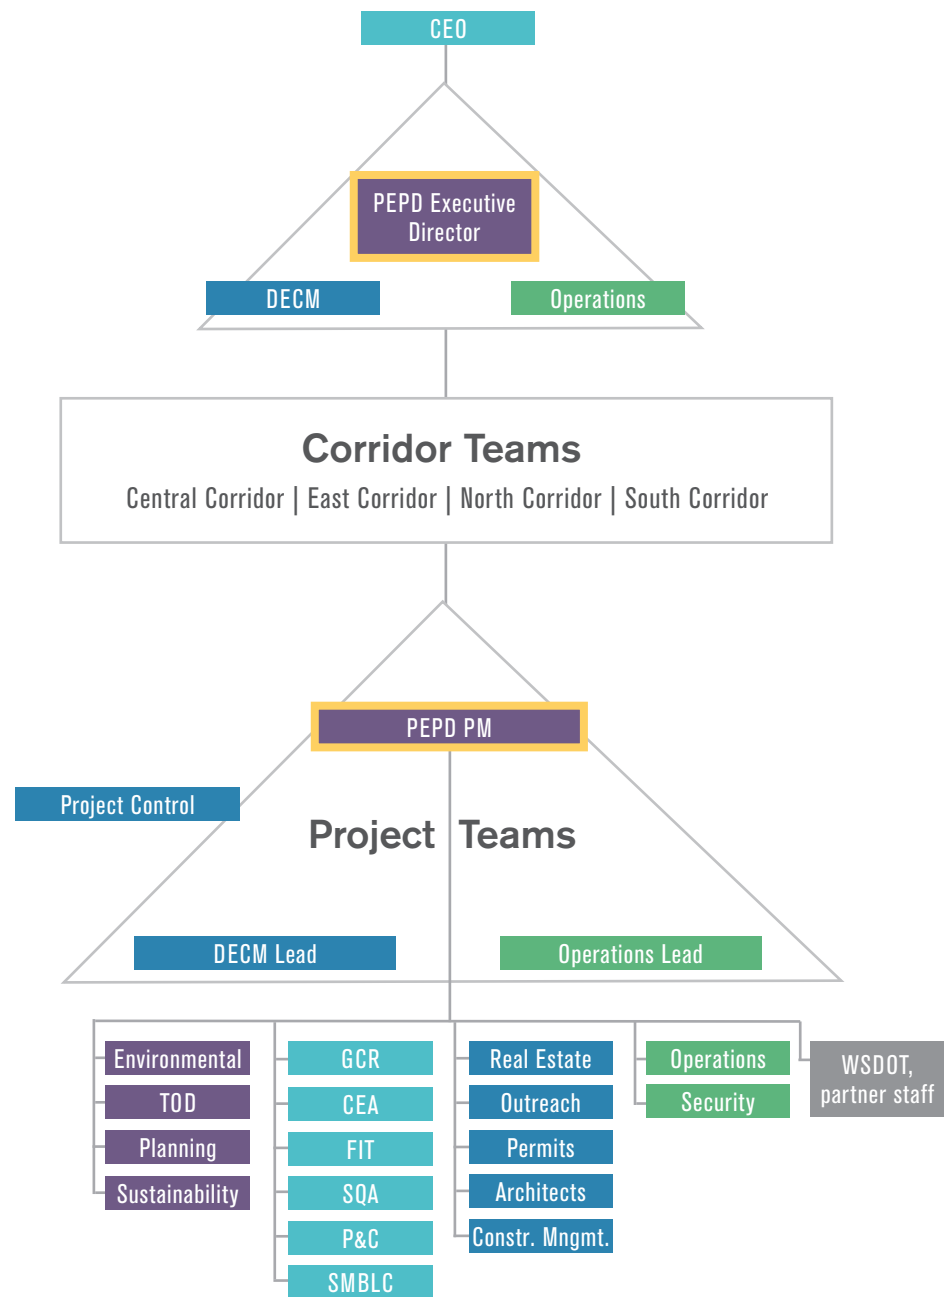 CEO
PEPD Executive
Director
DECM
Operations
Corridor Teams
Central Corridor | East Corridor | North Corridor | South Corridor
PEPD PM
Project Control
Project Teams
DECM Lead
Operations Lead
Environmental
TOD
Planning
Sustainability
GCR
CEA
FIT
SQA
P&C
SMBLC
Real Estate
Outreach
Permits
Architects
Constr. Mngmt.
Operations
Security
WSDOT,
partner staff